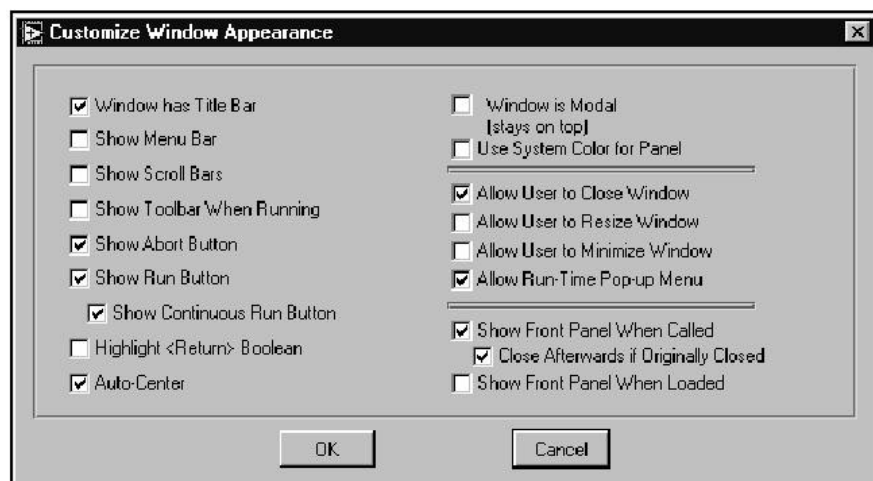 Customize Window Appearance
Window has Title Bar
Show Menu Bar
Show Scroll Bars
Show Toolbar When Running
Show Abort Button
Show Run Button
Show Continuous Run Button
Highlight <Return> Boolean
Auto-Center
Window is Modal
[stays on top]
Use System Color for Panel
Allow User to Close Window
Allow User to Resize Window
Allow User to Minimize Window
Allow Run-Time Pop-up Menu
Show Front Panel When Called
Close Afterwards if Originally Closed
Show Front Panel When Loaded
OK
Cancel